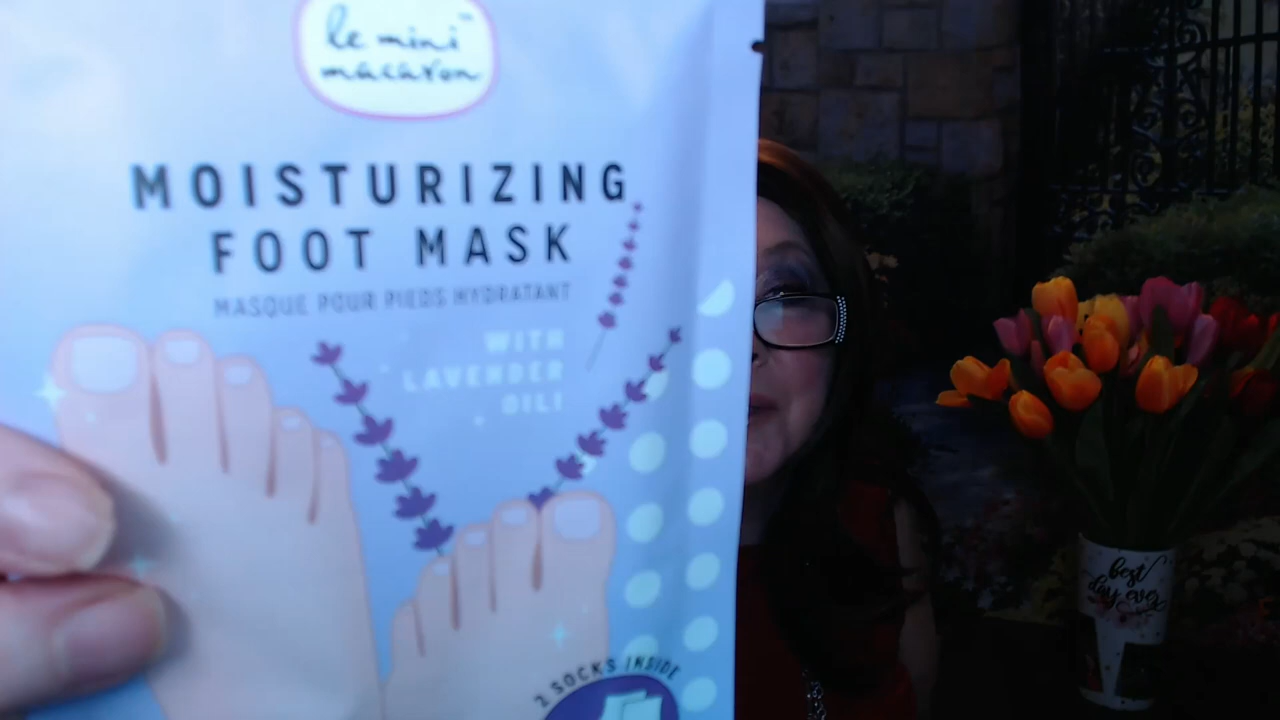 le mini
macaron
MOISTURIZING
FOOT MASK
MASQUE POUR PIEDS HYDRATANT
WITH
LAVENDER
OIL!
2 SOCKS INSIDE
best
day ever